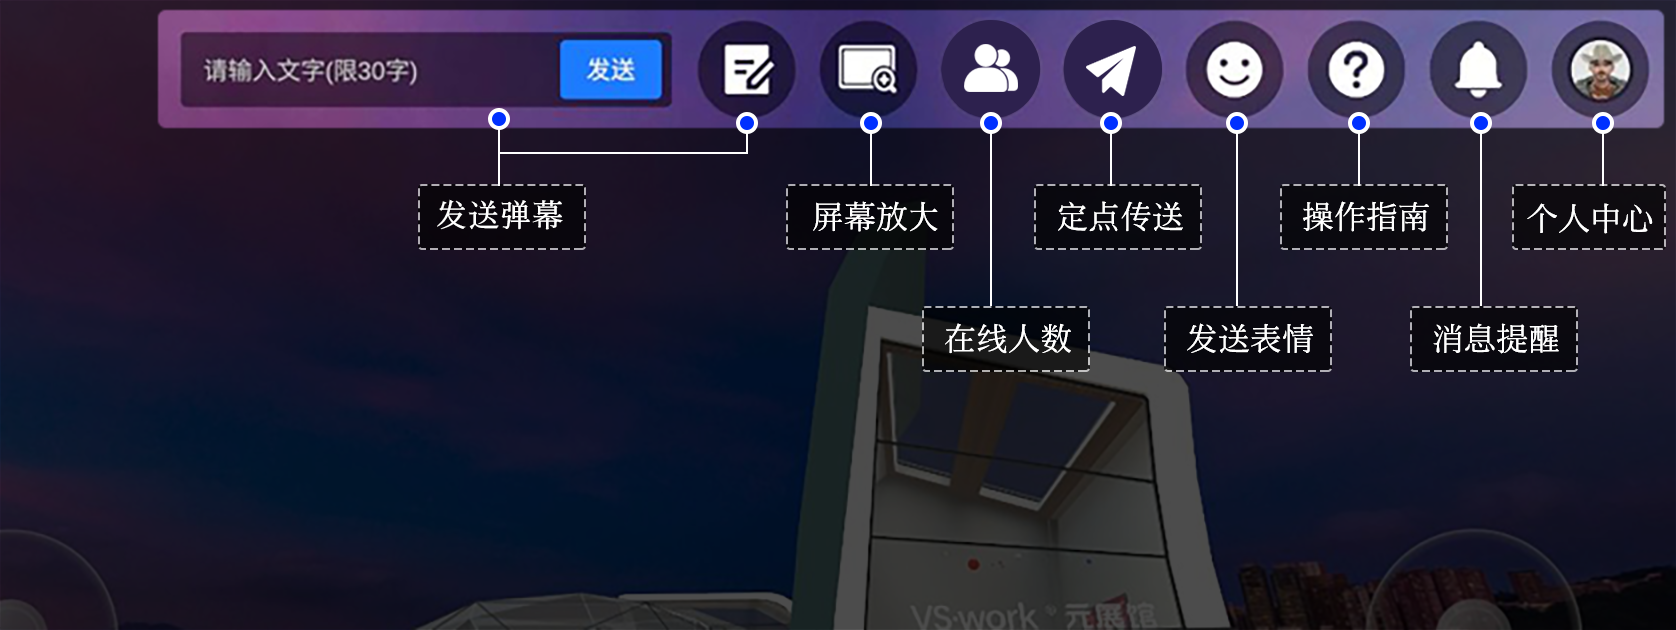 请输入文字(限30字)
发送
发送弹幕
屏幕放大
定点传送
操作指南
个人中心
在线人数
发送表情
消息提醒
VS·work 元展馆